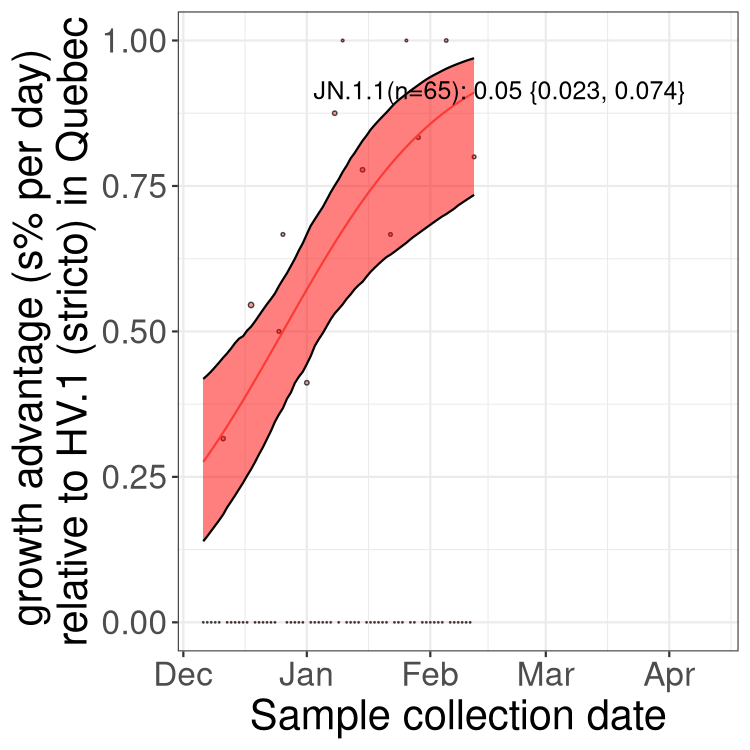 growth advantage (s% per day)
relative to HV.1 (stricto) in Quebec
1.00
0.75
0.50
0.25
0.00
JN.1.1(n=65): 0.05 {0.023, 0.074}
Dec Jan Feb Mar Apr
Sample collection date